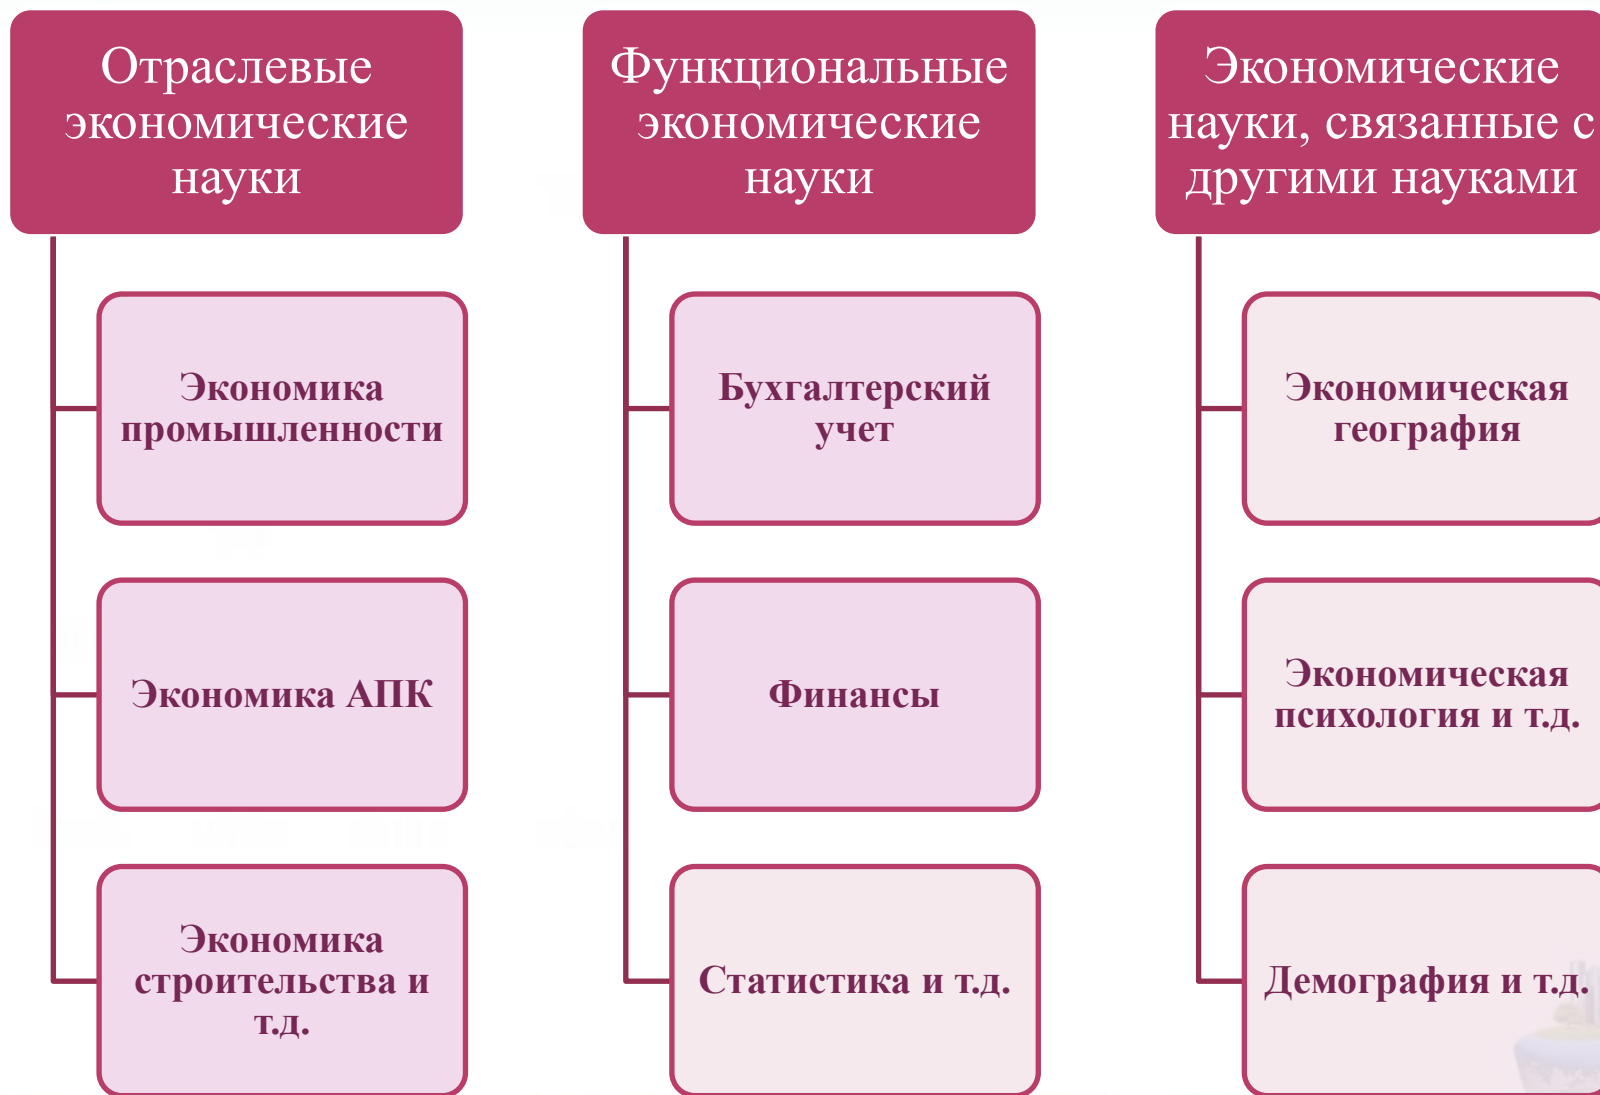 Отраслевые
экономические
науки
Экономика
промышленности
Экономика АПК
Экономика
строительства и
т.д.
Функциональные
экономические
науки
Бухгалтерский
учет
Финансы
Статистика и т.д.
Экономические
науки, связанные с
другими науками
Экономическая
география
Экономическая
психология и т.д.
Демография и т.д.